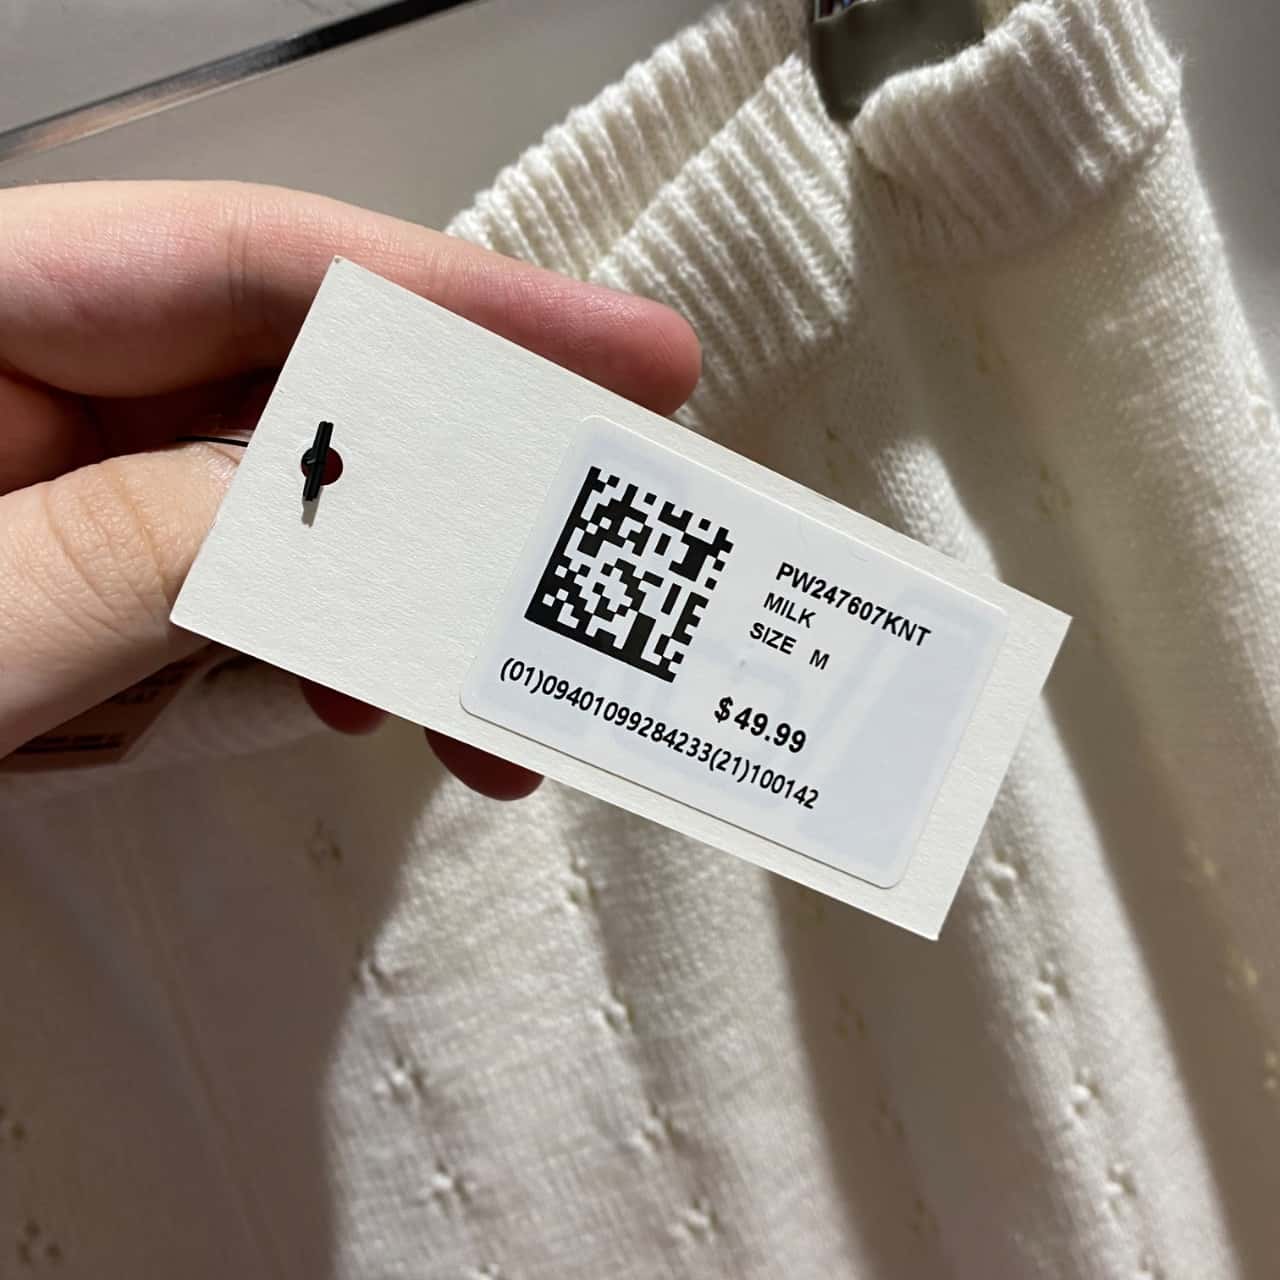 PW247607KNT
MILK
SIZE M
$49.99
(01)09401099284233(21)100142